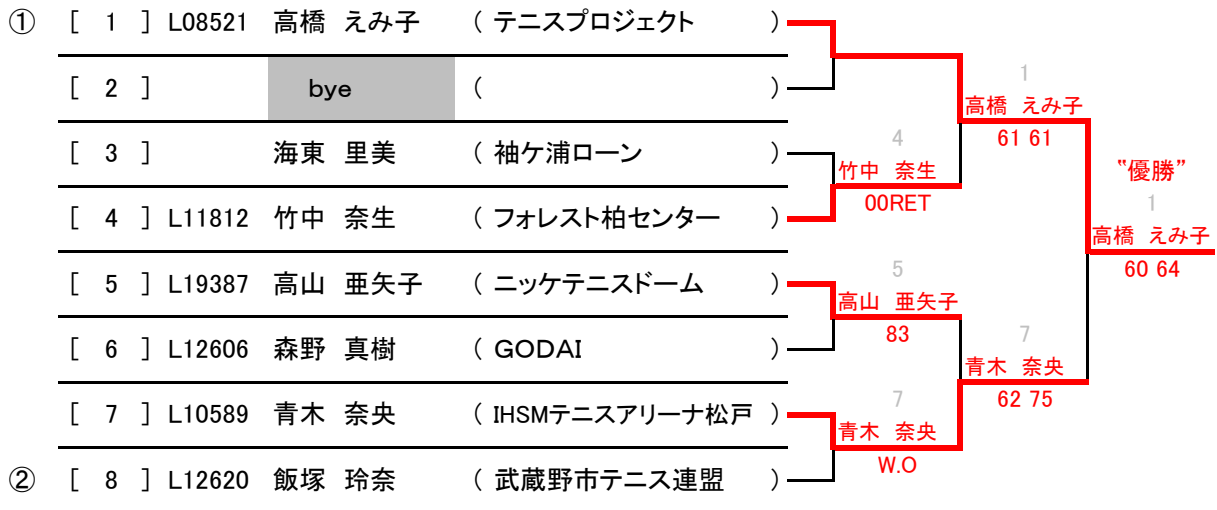 ① [ 1 ] L08521 高橋 えみ子 ( テニスプロジェクト )
[ 2 ] bye ( )
1
高橋 えみ子
61 61
[ 3 ] 海東 里美 ( 袖ケ浦ローン )
4
竹中 奈生
00RET
[ 4 ] L11812 竹中 奈生 ( フォレスト柏センター )
〝優勝”
1
高橋 えみ子
60 64
[ 5 ] L19387 高山 亜矢子 ( ニッケテニスドーム )
5
高山 亜矢子
83
[ 6 ] L12606 森野 真樹 ( GODAI )
7
青木 奈央
62 75
[ 7 ] L10589 青木 奈央 ( IHSMテニスアリーナ松戸 )
7
青木 奈央
W.O
② [ 8 ] L12620 飯塚 玲奈 ( 武蔵野市テニス連盟 )